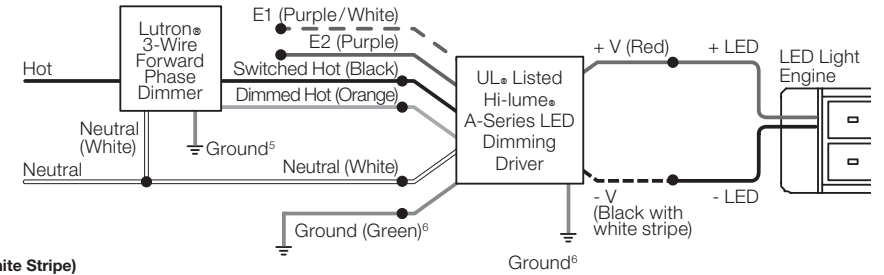 E1 (Purple/White)
Lutron®
3-Wire
Forward
Phase
Dimmer
E2 (Purple)
Hot
Switched Hot (Black)
Dimmed Hot (Orange)
Neutral
(White)
Ground5
Neutral
Neutral (White)
Ground (Green)6
UL® Listed
Hi-lume®
A-Series LED
Dimming
Driver
+ V (Red)
+ LED
LED Light
Engine
- V
(Black with
white stripe)
- LED
Ground6
nite Stripe)